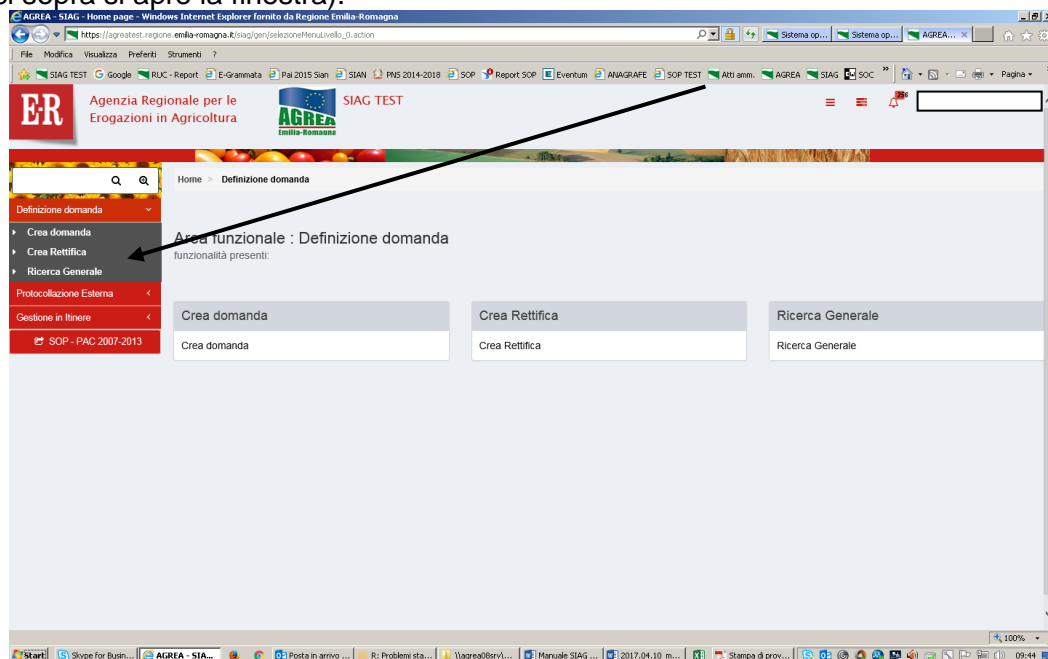 ci sopra si apre la finestra).
AGREA - SIAG - Home page - Windows Internet Explorer fornito da Regione Emilia-Romagna
https://agreatest.regione.emilia-romagna.it/siag/gen/selezioneMenuLivello_0.action
Sistema op... Sistema op... AGREA...
File Modifica Visualizza Preferiti Strumenti ?
SIAG TEST Google RUC - Report E-Grammata Pai 2015 Sian SIAN PNS 2014-2018 SOP Report SOP Eventum ANAGRAFE SOP TEST Atti amm. AGREA SIAG SOC » Pagina
E·R
Agenzia Regionale per le
Erogazioni in Agricoltura
AGREA
Emilia-Romagna
SIAG TEST
256
Home > Definizione domanda
Definizione domanda
Crea domanda
Crea Rettifica
Ricerca Generale
Protocollazione Esterna
Gestione in Itinere
SOP - PAC 2007-2013
Area funzionale : Definizione domanda
funzionalità presenti:
Crea domanda Crea Rettifica Ricerca Generale
Crea domanda Crea Rettifica Ricerca Generale
100%
Start Skype for Busin... AGREA - SIA... Posta in arrivo ... R: Problemi sta... \\agrea08srv\... Manuale SIAG ... 2017.04.10 m... Stampa di prov... 09:44